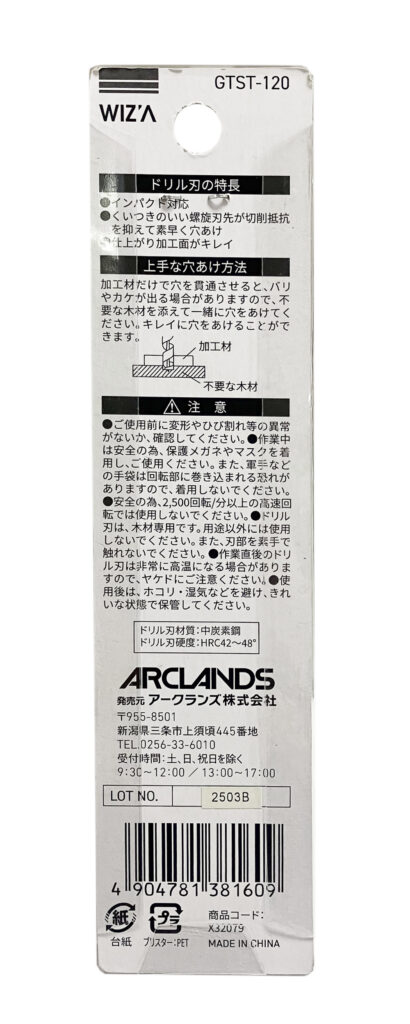 GTST-120
WIZ'A
ドリル刃の特長
●インパクト対応
●くいつきのいい螺旋刃先が切削抵抗
を抑えて素早く穴あけ
●仕上がり加工面がキレイ
上手な穴あけ方法
加工材だけで穴を貫通させると、バリ
やカケが出る場合がありますので、不
要な木材を添えて一緒に穴をあけてく
ださい。キレイに穴をあけることがで
きます。
加工材
不要な木材
⚠ 注 意
●ご使用前に変形やひび割れ等の異常
がないか、確認してください。●作業中
は安全の為、保護メガネやマスクを着
用し、ご使用ください。また、軍手など
の手袋は回転部に巻き込まれる恐れが
ありますので、着用しないでください。
●安全の為、2,500回転/分以上の高速回
転では使用しないでください。●ドリル
刃は、木材専用です。用途以外には使用
しないでください。また、刃部を素手で
触れないでください。●作業直後のドリ
ル刃は非常に高温になる場合がありま
すので、ヤケドにご注意ください。●使
用後は、ホコリ・湿気などを避け、きれ
いな状態で保管してください。
ドリル刃材質:中炭素鋼
ドリル刃硬度:HRC42〜48°
ARCLANDS
発売元 アークランズ株式会社
〒955-8501
新潟県三条市上須頃445番地
TEL.0256-33-6010
受付時間:土、日、祝日を除く
9:30〜12:00 / 13:00〜17:00
LOT NO. 2503B
4 904781 381609
紙
台紙
プラ
ブリスター:PET
商品コード:
X32079
MADE IN CHINA